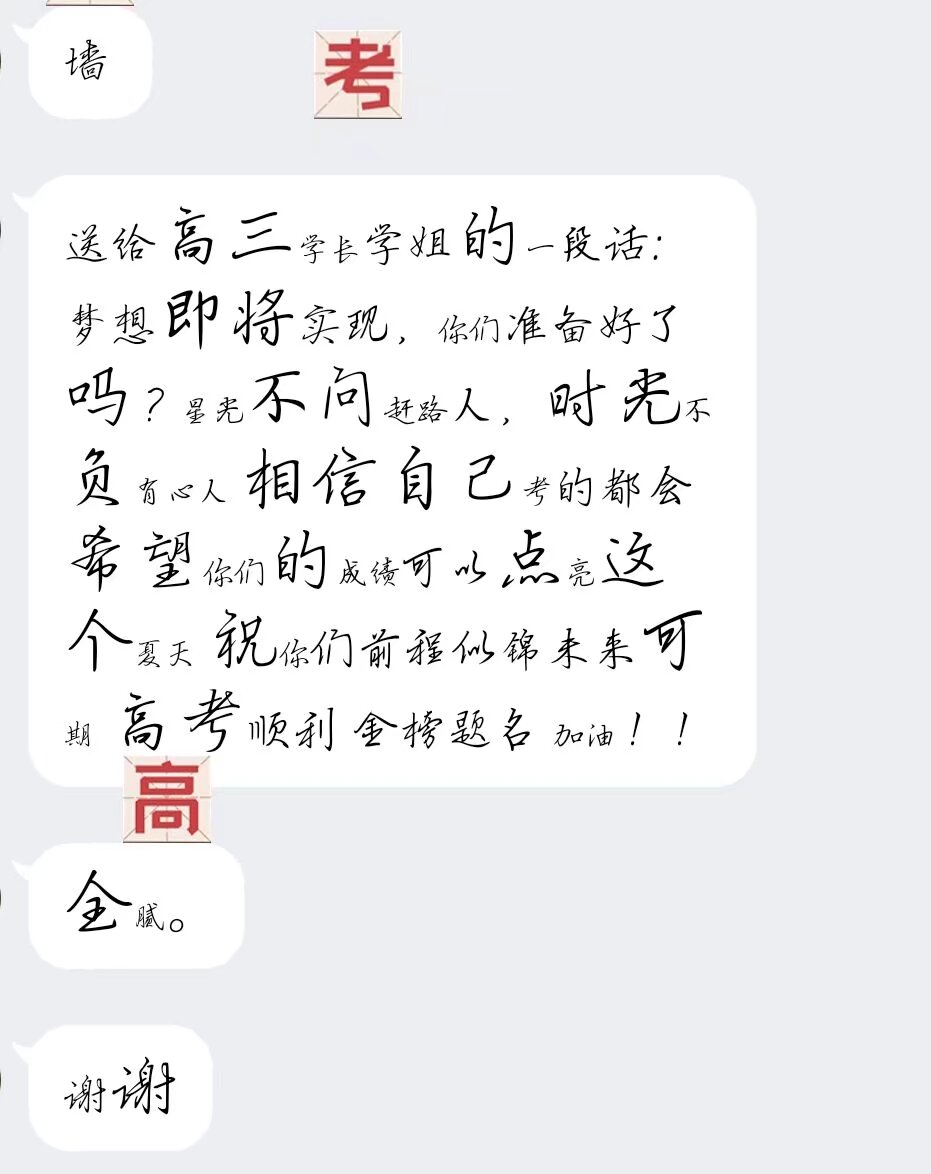 墙
考
送给高三学长学姐的一段话:
梦想即将实现，你们准备好了
吗？星光不问赶路人，时光不
负有心人 相信自己 考的都会
希望你们的成绩可以点亮这
个夏天 祝你们前程似锦未来可
期 高考顺利 金榜题名 加油！！
高
全腻。
谢谢